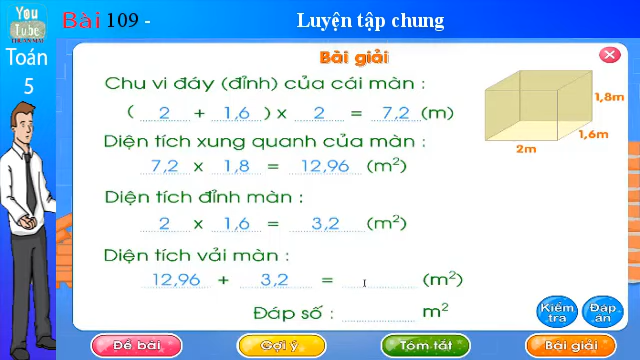 You
Tube
THUẬN MAI
Bài 109 - Luyện tập chung
Toán
5
Bài giải
Chu vi đáy (đỉnh) của cái màn :
( 2 + 1,6 ) x 2 = 7,2 (m)
Diện tích xung quanh của màn :
7,2 x 1,8 = 12,96 (m²)
Diện tích đỉnh màn :
2 x 1,6 = 3,2 (m²)
Diện tích vải màn :
12,96 + 3,2 = (m²)
Đáp số : m²
1,8m
1,6m
2m
Kiểm tra
Đáp án
Đề bài
Gợi ý
Tóm tắt
Bài giải